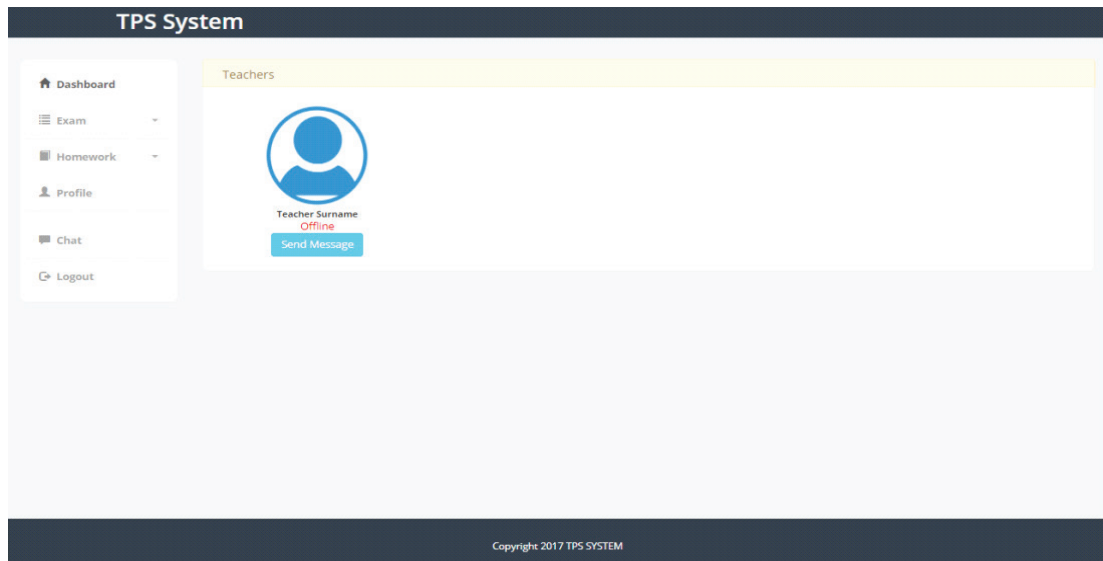 TPS System
Dashboard
Exam
Homework
Profile
Chat
Logout
Teachers
Teacher Surname
Offline
Send Message
Copyright 2017 TPS SYSTEM